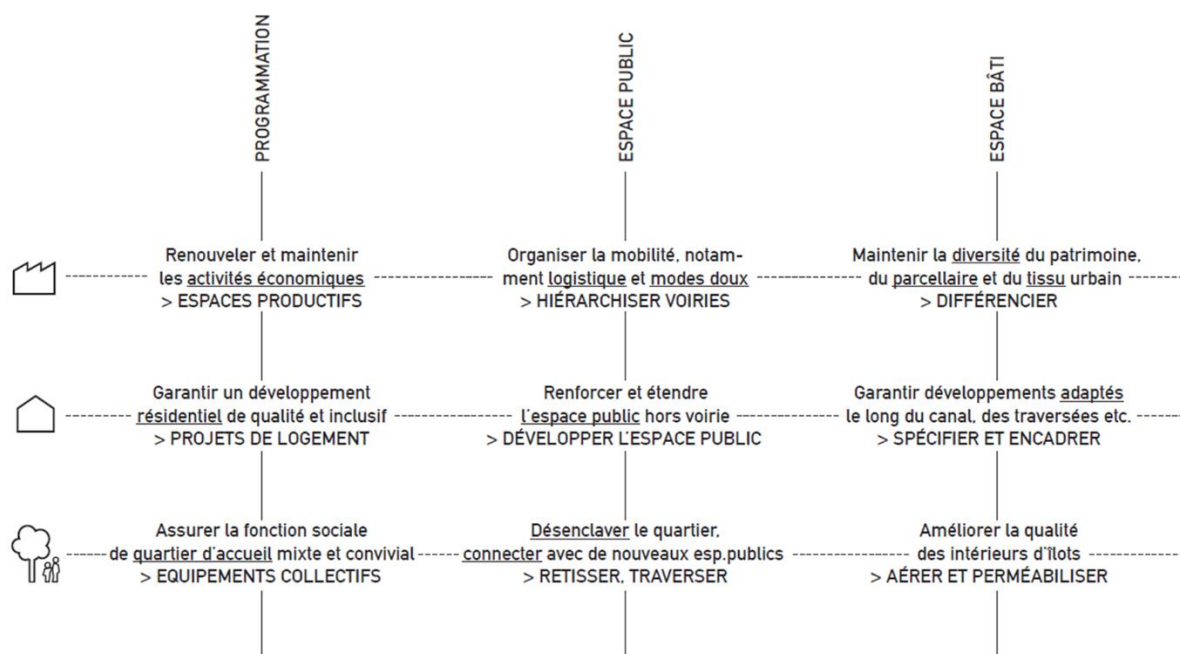 PROGRAMMATION
ESPACE PUBLIC
ESPACE BÂTI
Renouveler et maintenir
les activités économiques
> ESPACES PRODUCTIFS
Organiser la mobilité, notam-
ment logistique et modes doux
> HIÉRARCHISER VOIRIES
Maintenir la diversité du patrimoine,
du parcellaire et du tissu urbain
> DIFFÉRENCIER
Garantir un développement
résidentiel de qualité et inclusif
> PROJETS DE LOGEMENT
Renforcer et étendre
l'espace public hors voirie
> DÉVELOPPER L'ESPACE PUBLIC
Garantir développements adaptés
le long du canal, des traversées etc.
> SPÉCIFIER ET ENCADRER
Assurer la fonction sociale
de quartier d'accueil mixte et convivial
> EQUIPEMENTS COLLECTIFS
Désenclaver le quartier,
connecter avec de nouveaux esp.publics
> RETISSER, TRAVERSER
Améliorer la qualité
des intérieurs d'îlots
> AÉRER ET PERMÉABILISER